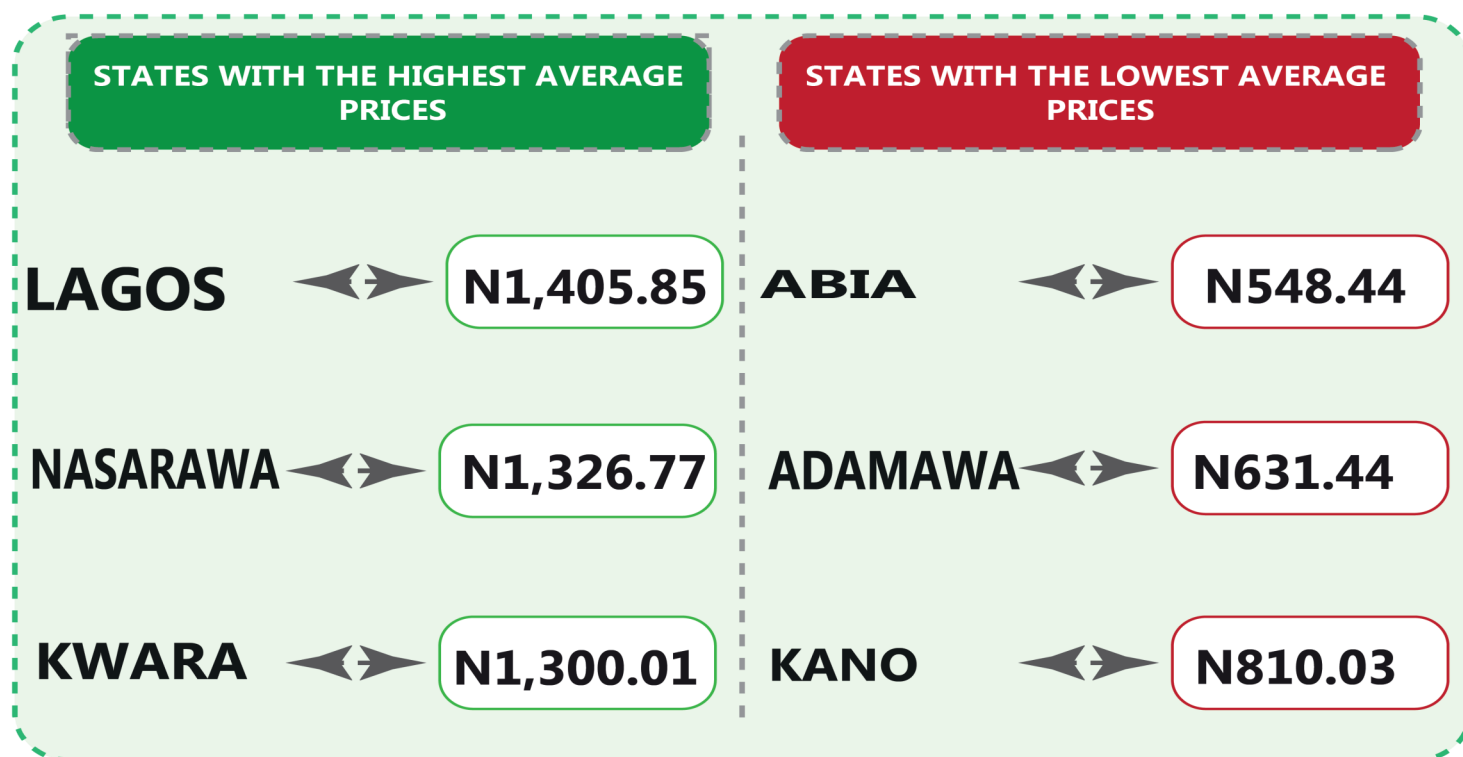 STATES WITH THE HIGHEST AVERAGE
PRICES
LAGOS N1,405.85
NASARAWA N1,326.77
KWARA N1,300.01
STATES WITH THE LOWEST AVERAGE
PRICES
ABIA N548.44
ADAMAWA N631.44
KANO N810.03